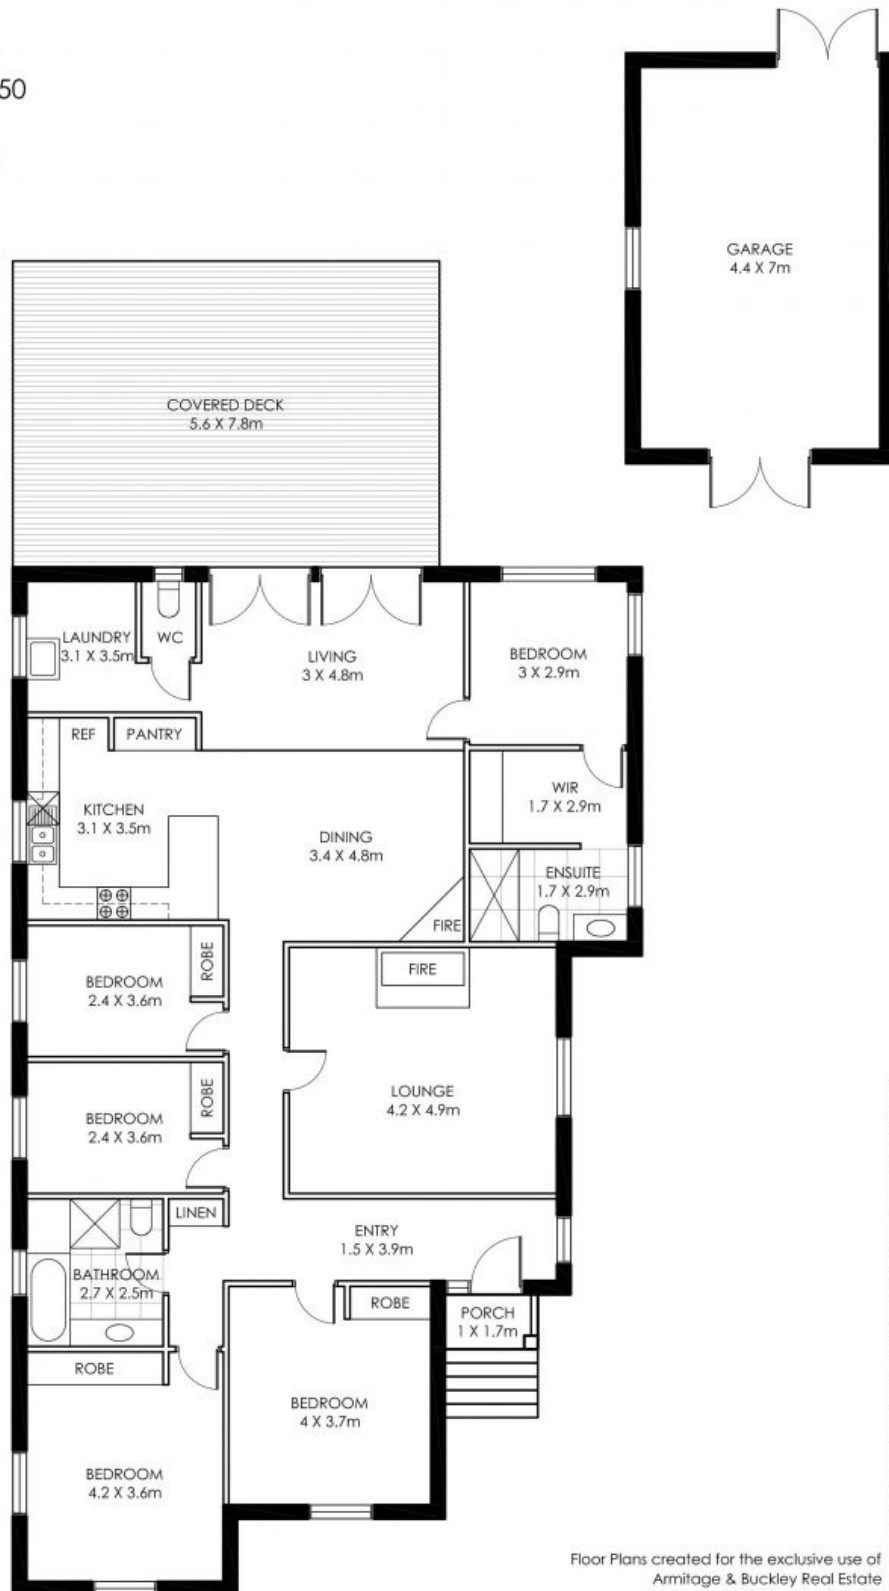 50
GARAGE
4.4 X 7m
COVERED DECK
5.6 X 7.8m
LAUNDRY
3.1 X 3.5m
WC
LIVING
3 X 4.8m
BEDROOM
3 X 2.9m
REF
PANTRY
WIR
1.7 X 2.9m
KITCHEN
3.1 X 3.5m
DINING
3.4 X 4.8m
ENSUITE
1.7 X 2.9m
FIRE
BEDROOM
2.4 X 3.6m
ROBE
FIRE
BEDROOM
2.4 X 3.6m
ROBE
LOUNGE
4.2 X 4.9m
LINEN
ENTRY
1.5 X 3.9m
BATHROOM
2.7 X 2.5m
ROBE
PORCH
1 X 1.7m
ROBE
BEDROOM
4 X 3.7m
BEDROOM
4.2 X 3.6m
Floor Plans created for the exclusive use of
Armitage & Buckley Real Estate